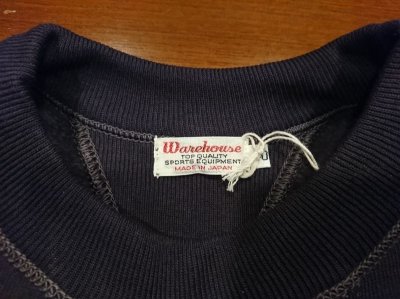 Warehouse
TOP QUALITY
SPORTS EQUIPMENT
MADE IN JAPAN